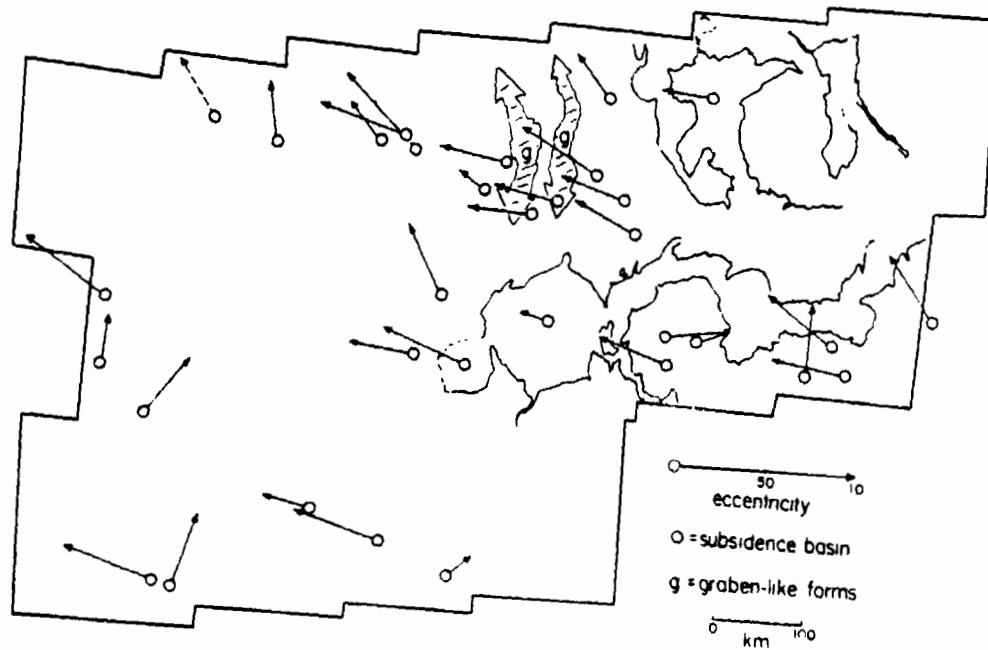 g
g
50 10
eccentricity
O = subsidence basin
g = graben-like forms
0 100
km